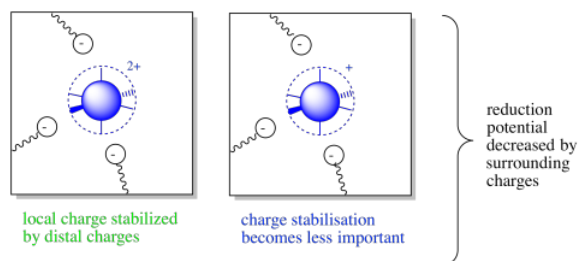 2+
-
-
-
local charge stabilized
by distal charges
+
-
-
-
charge stabilisation
becomes less important
reduction
potential
decreased by
surrounding
charges